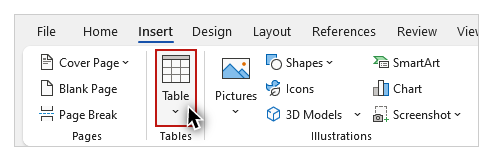 File Home Insert Design Layout References Review
Cover Page
Blank Page
Page Break
Pages
Table
Tables
Pictures
Shapes
Icons
3D Models
SmartArt
Chart
Screenshot
Illustrations